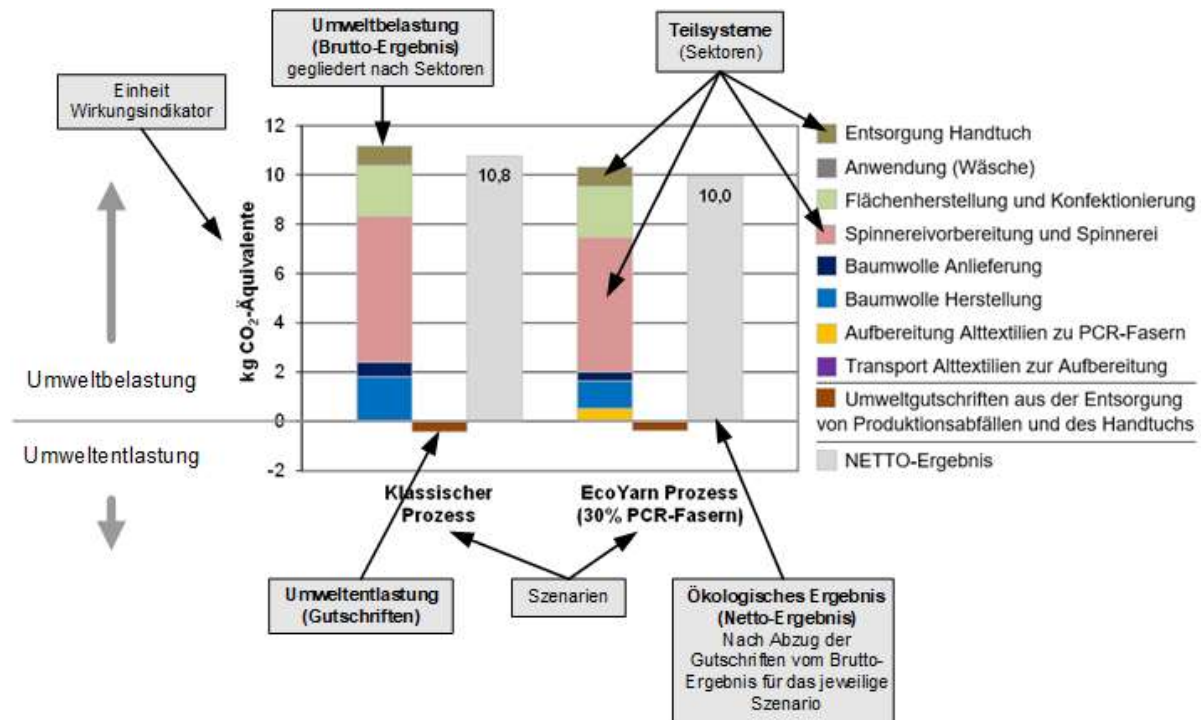 Umweltbelastung
(Brutto-Ergebnis)
gegliedert nach Sektoren
Teilsysteme
(Sektoren)
Einheit
Wirkungsindikator
Umweltbelastung
Umweltentlastung
kg CO₂-Äquivalente
12
10
8
6
4
2
0
-2
10,8
10,0
Klassischer
Prozess
EcoYarn Prozess
(30% PCR-Fasern)
Entsorgung Handtuch
Anwendung (Wäsche)
Flächenherstellung und Konfektionierung
Spinnereivorbereitung und Spinnerei
Baumwolle Anlieferung
Baumwolle Herstellung
Aufbereitung Alttextilien zu PCR-Fasern
Transport Alttextilien zur Aufbereitung
Umweltgutschriften aus der Entsorgung
von Produktionsabfällen und des Handtuchs
NETTO-Ergebnis
Umweltentlastung
(Gutschriften)
Szenarien
Ökologisches Ergebnis
(Netto-Ergebnis)
Nach Abzug der
Gutschriften vom Brutto-
Ergebnis für das jeweilige
Szenario